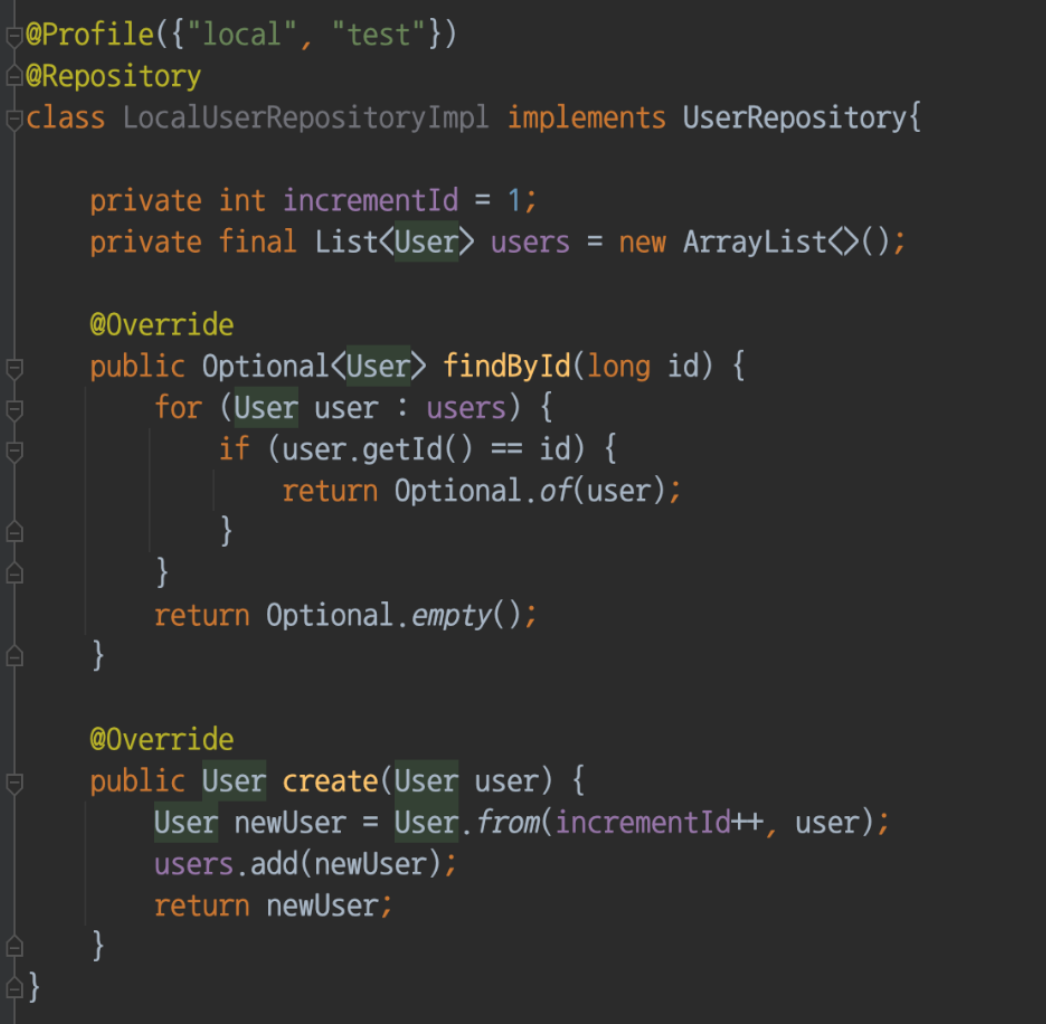 @Profile({"local", "test"})
@Repository
class LocalUserRepositoryImpl implements UserRepository{
private int incrementId = 1;
private final List<User> users = new ArrayList<>();
@Override
public Optional<User> findById(long id) {
for (User user : users) {
if (user.getId() == id) {
return Optional.of(user);
}
}
return Optional.empty();
}
@Override
public User create(User user) {
User newUser = User.from(incrementId++, user);
users.add(newUser);
return newUser;
}
}